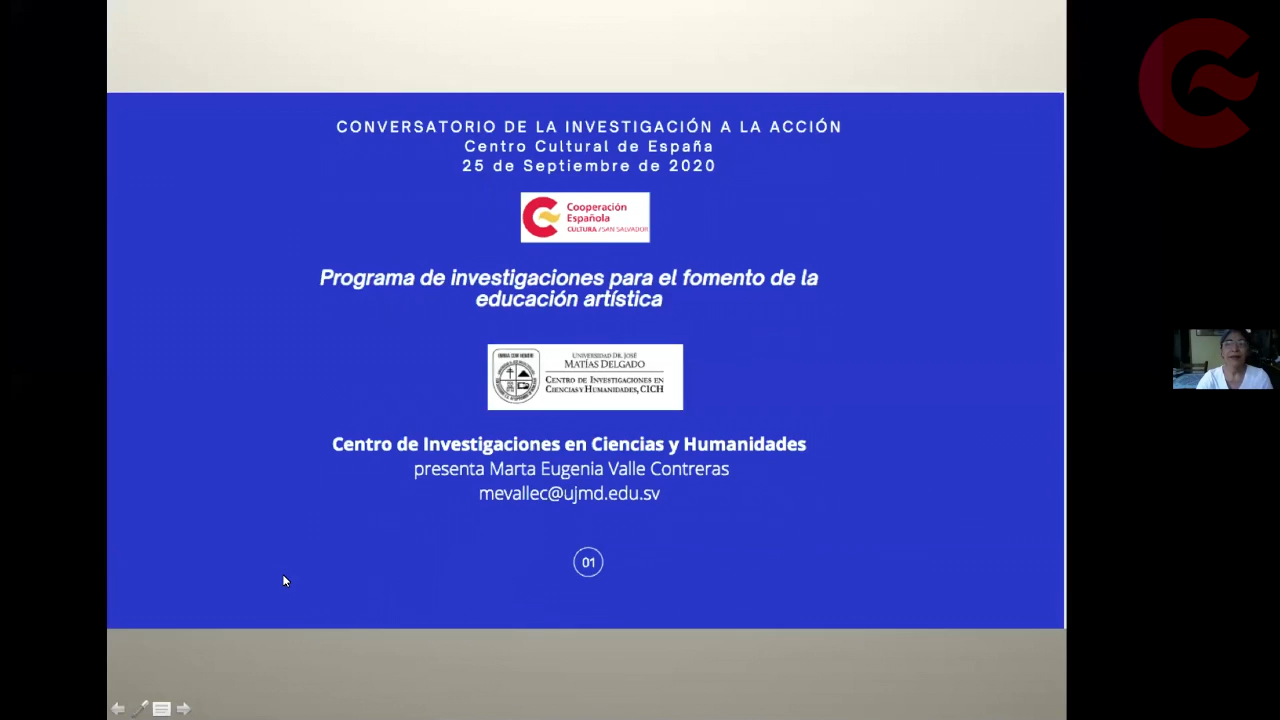 CONVERSATORIO DE LA INVESTIGACIÓN A LA ACCIÓN
Centro Cultural de España
25 de Septiembre de 2020
Cooperación
Española
CULTURA / SAN SALVADOR
Programa de investigaciones para el fomento de la
educación artística
UNIVERSIDAD DR. JOSÉ
MATÍAS DELGADO
CENTRO DE INVESTIGACIONES EN
CIENCIAS Y HUMANIDADES, CICH
Centro de Investigaciones en Ciencias y Humanidades
presenta Marta Eugenia Valle Contreras
mevallec@ujmd.edu.sv
01